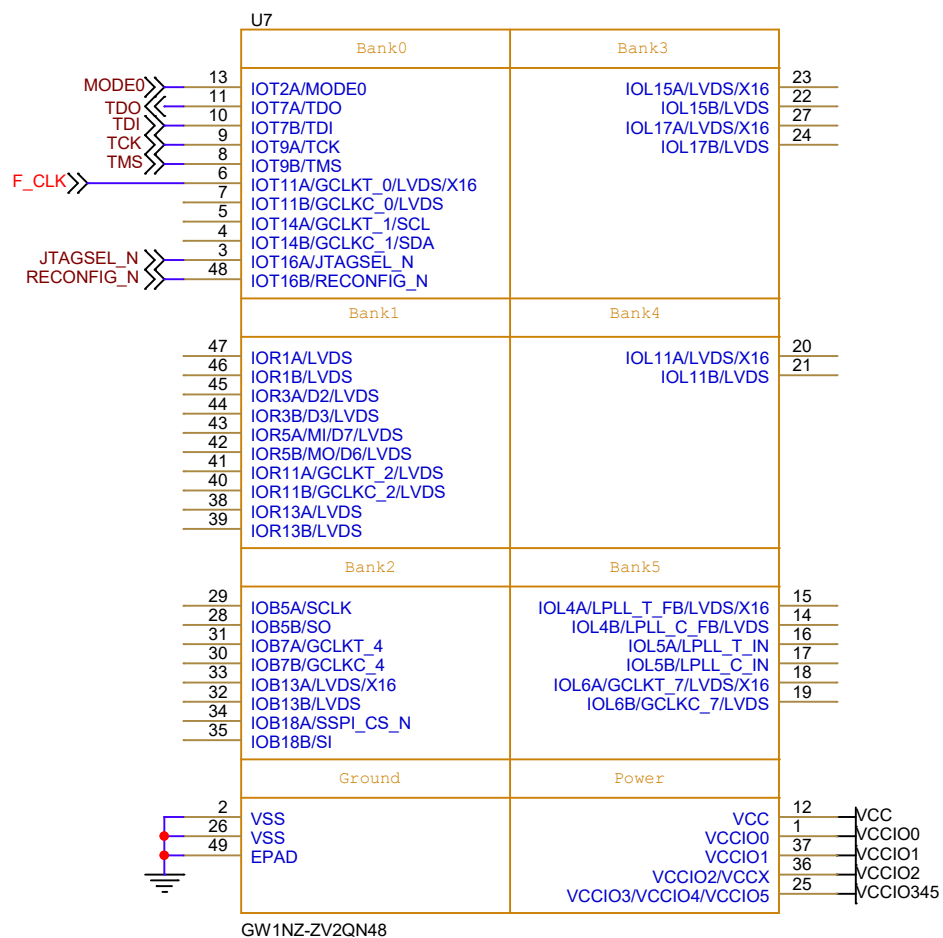 U7
Bank0
Bank3
MODE0 13 IOT2A/MODE0
TDO 11 IOT7A/TDO
TDI 10 IOT7B/TDI
TCK 9 IOT9A/TCK
TMS 8 IOT9B/TMS
F_CLK 6 IOT11A/GCLKT_0/LVDS/X16
7 IOT11B/GCLKC_0/LVDS
5 IOT14A/GCLKT_1/SCL
4 IOT14B/GCLKC_1/SDA
JTAGSEL_N 3 IOT16A/JTAGSEL_N
RECONFIG_N 48 IOT16B/RECONFIG_N
IOL15A/LVDS/X16 23
IOL15B/LVDS 22
IOL17A/LVDS/X16 27
IOL17B/LVDS 24
Bank1
Bank4
47 IOR1A/LVDS
46 IOR1B/LVDS
45 IOR3A/D2/LVDS
44 IOR3B/D3/LVDS
43 IOR5A/MI/D7/LVDS
42 IOR5B/MO/D6/LVDS
41 IOR11A/GCLKT_2/LVDS
40 IOR11B/GCLKC_2/LVDS
38 IOR13A/LVDS
39 IOR13B/LVDS
IOL11A/LVDS/X16 20
IOL11B/LVDS 21
Bank2
Bank5
29 IOB5A/SCLK
28 IOB5B/SO
31 IOB7A/GCLKT_4
30 IOB7B/GCLKC_4
33 IOB13A/LVDS/X16
32 IOB13B/LVDS
34 IOB18A/SSPI_CS_N
35 IOB18B/SI
IOL4A/LPLL_T_FB/LVDS/X16 15
IOL4B/LPLL_C_FB/LVDS 14
IOL5A/LPLL_T_IN 16
IOL5B/LPLL_C_IN 17
IOL6A/GCLKT_7/LVDS/X16 18
IOL6B/GCLKC_7/LVDS 19
Ground
Power
2 VSS
26 VSS
49 EPAD
VCC 12 VCC
VCCIO0 1 VCCIO0
VCCIO1 37 VCCIO1
VCCIO2/VCCX 36 VCCIO2
VCCIO3/VCCIO4/VCCIO5 25 VCCIO345
GW1NZ-ZV2QN48